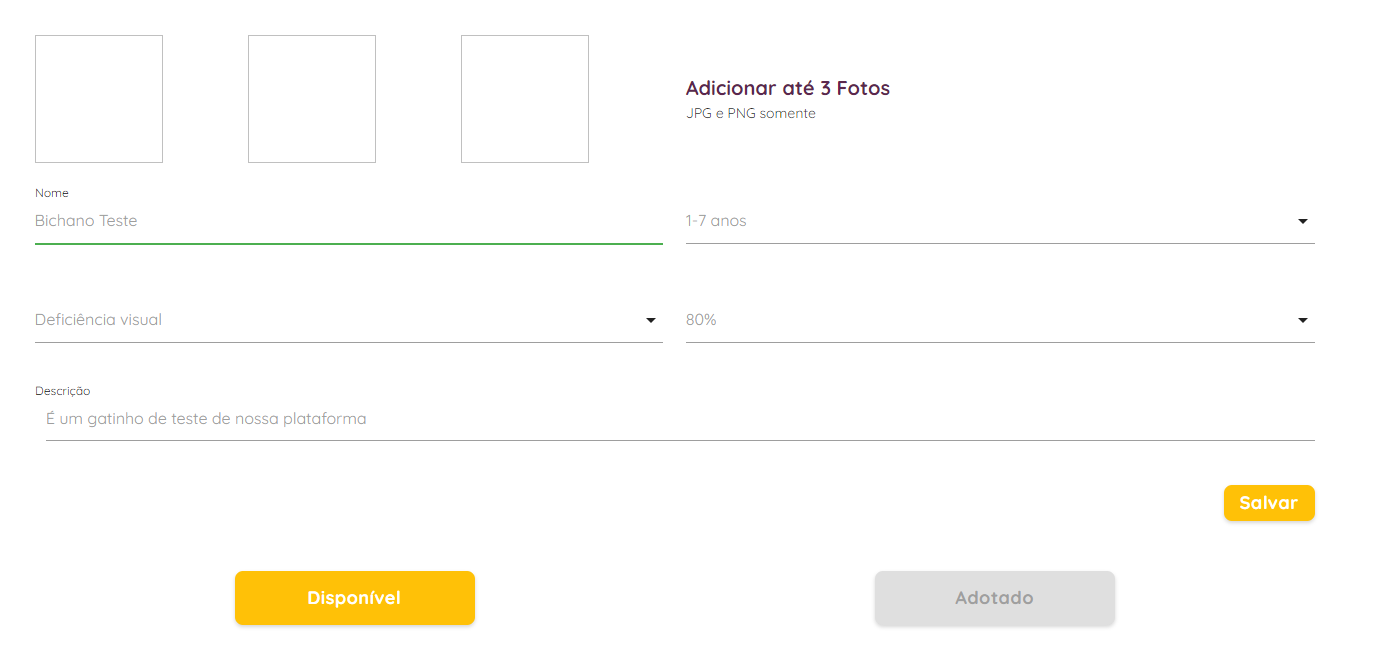 Adicionar até 3 Fotos
JPG e PNG somente
Nome
Bichano Teste
1-7 anos
Deficiência visual
80%
Descrição
É um gatinho de teste de nossa plataforma
Salvar
Disponível
Adotado